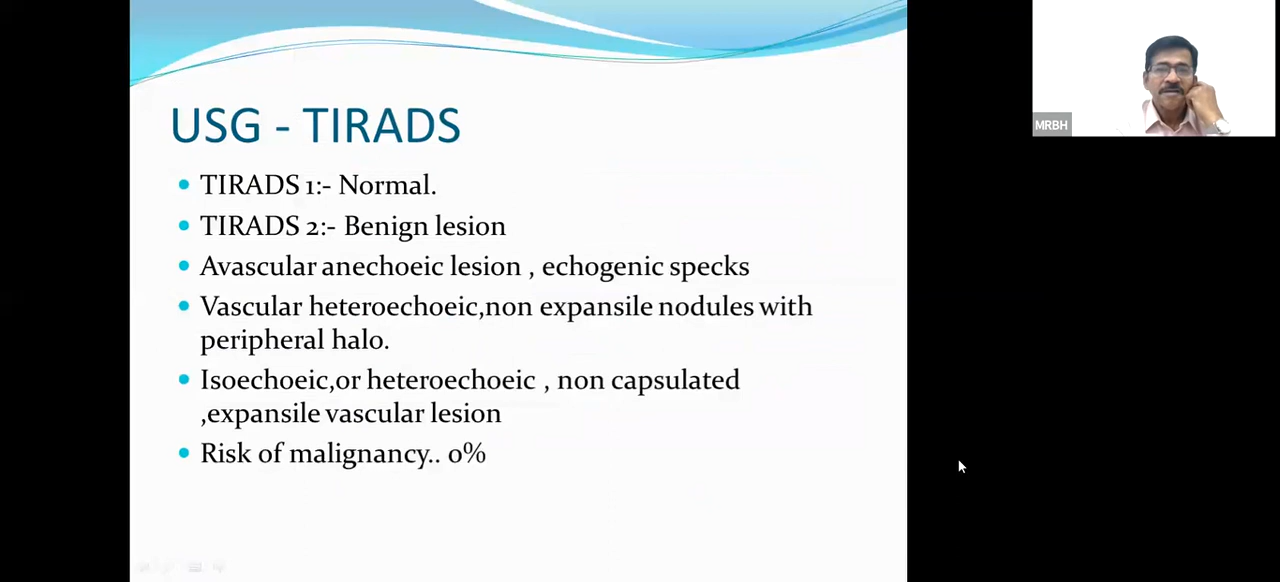 USG - TIRADS
TIRADS 1:- Normal.
TIRADS 2:- Benign lesion
Avascular anechoeic lesion , echogenic specks
Vascular heteroechoeic,non expansile nodules with
peripheral halo.
Isoechoeic,or heteroechoeic , non capsulated
,expansile vascular lesion
Risk of malignancy.. 0%
MRBH